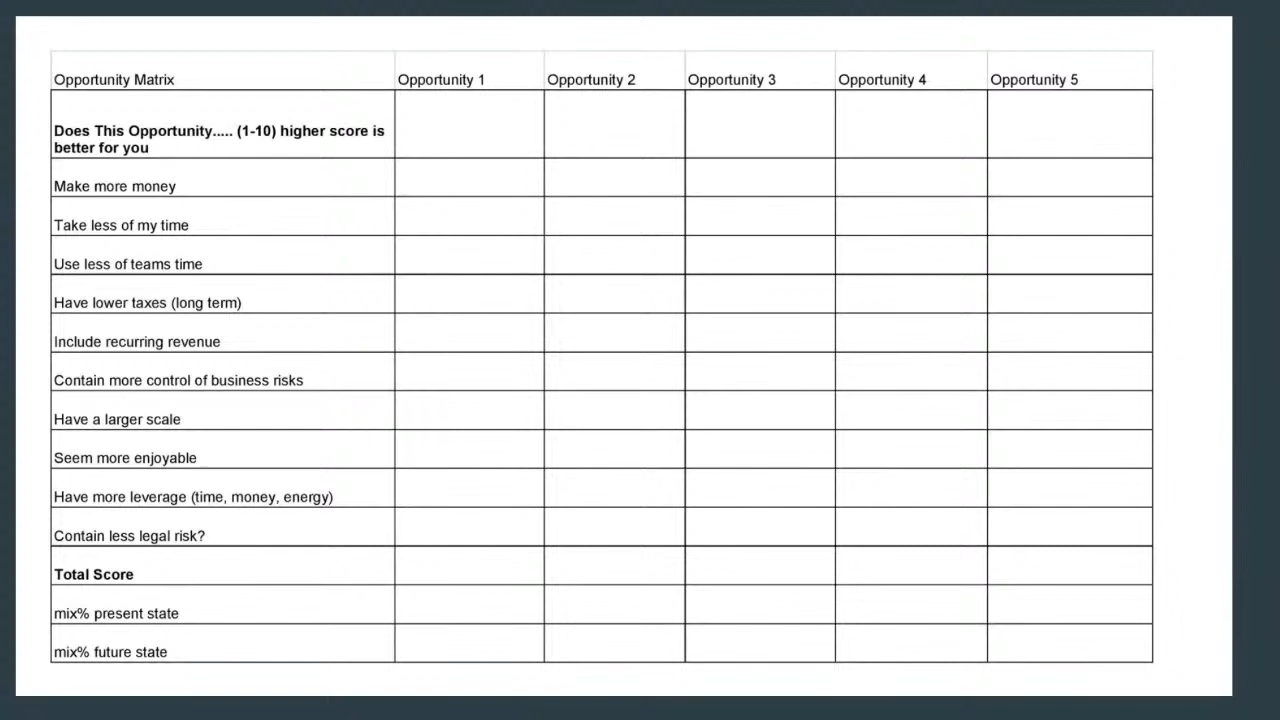 Opportunity Matrix Opportunity 1 Opportunity 2 Opportunity 3 Opportunity 4 Opportunity 5
Does This Opportunity..... (1-10) higher score is
better for you
Make more money
Take less of my time
Use less of teams time
Have lower taxes (long term)
Include recurring revenue
Contain more control of business risks
Have a larger scale
Seem more enjoyable
Have more leverage (time, money, energy)
Contain less legal risk?
Total Score
mix% present state
mix% future state